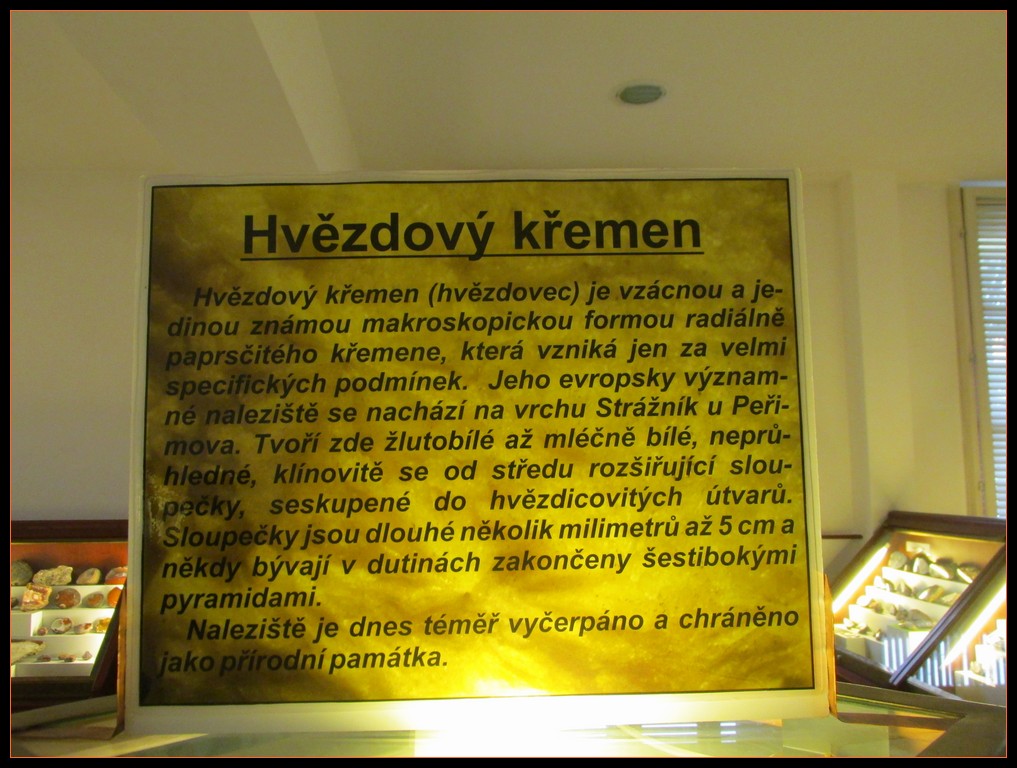 Hvězdový křemen
Hvězdový křemen (hvězdovec) je vzácnou a je-
dinou známou makroskopickou formou radiálně
paprsčitého křemene, která vzniká jen za velmi
specifických podmínek. Jeho evropsky význam-
né naleziště se nachází na vrchu Strážník u Peři-
mova. Tvoří zde žlutobílé až mléčně bílé, neprů-
hledné, klínovitě se od středu rozšiřující slou-
pečky, seskupené do hvězdicovitých útvarů.
Sloupečky jsou dlouhé několik milimetrů až 5 cm a
někdy bývají v dutinách zakončeny šestibokými
pyramidami.
Naleziště je dnes téměř vyčerpáno a chráněno
jako přírodní památka.